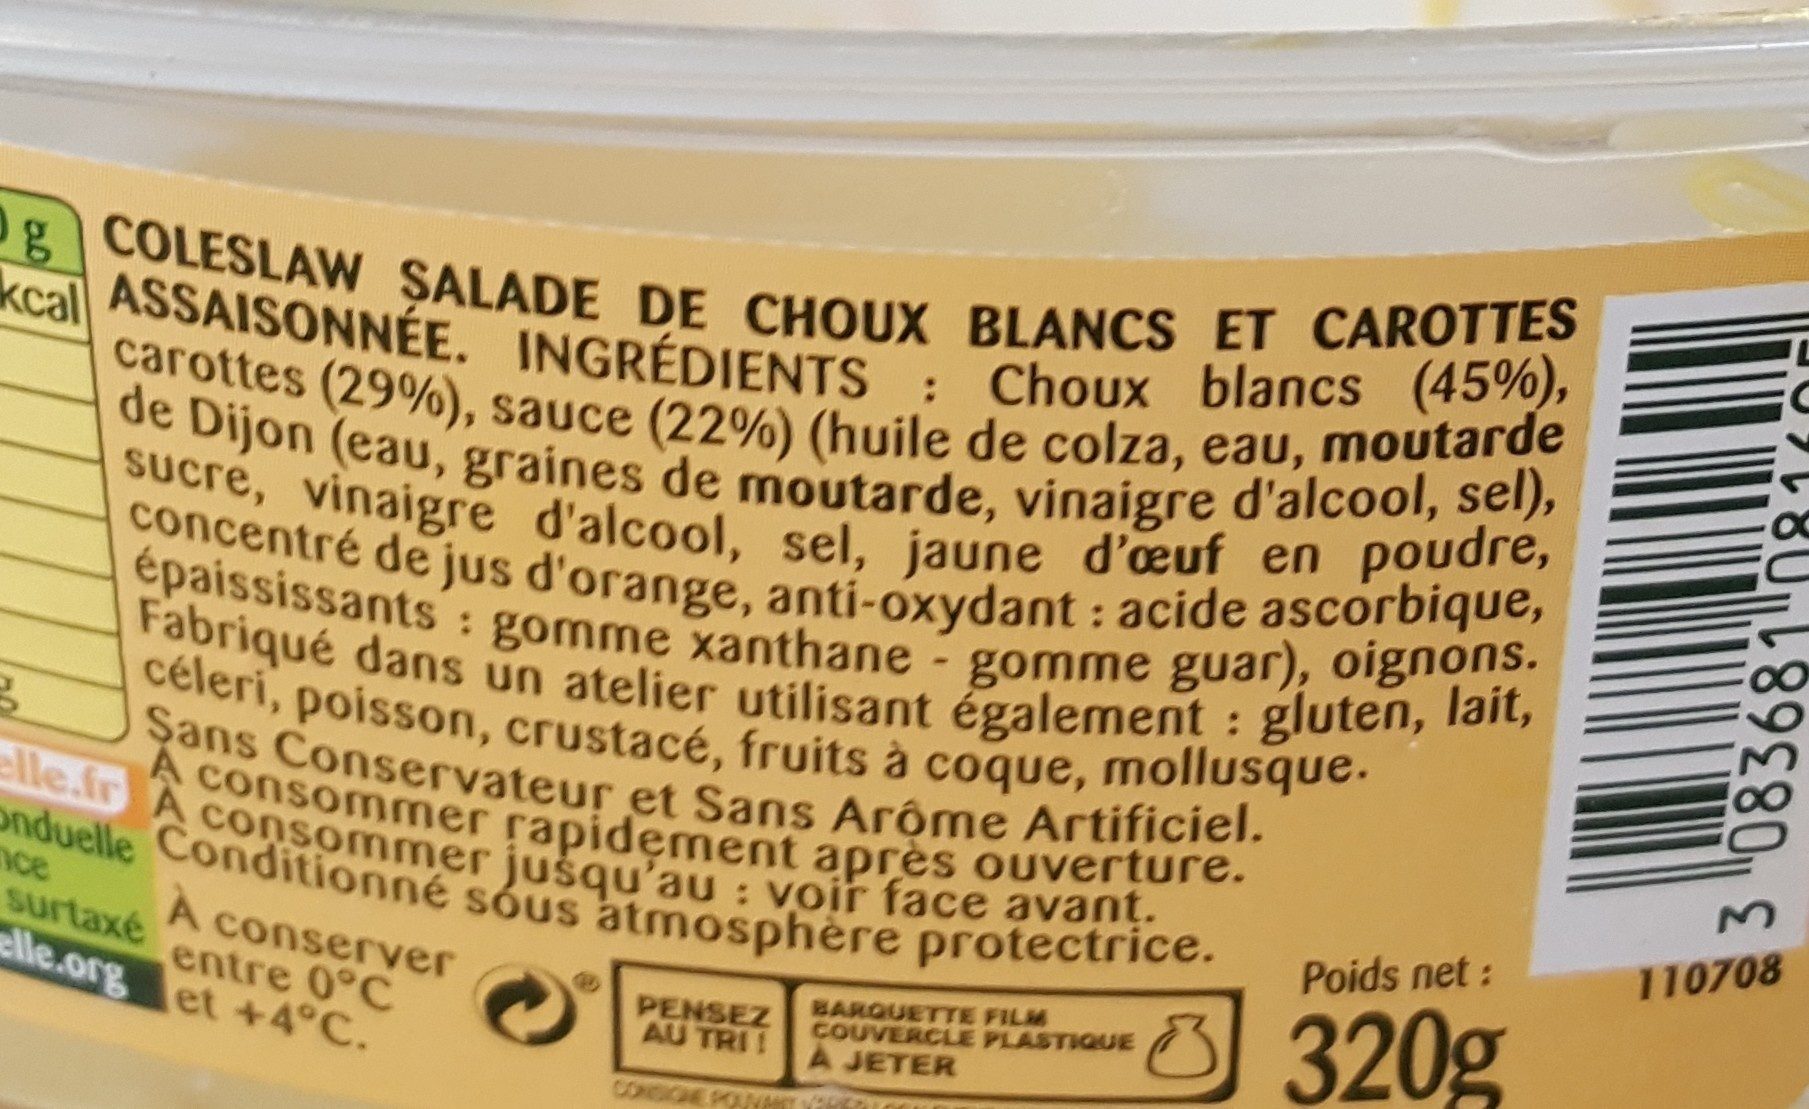 g
kcal
COLESLAW SALADE DE CHOUX BLANCS ET CAROTTES
ASSAISONNÉE. INGRÉDIENTS : Choux blancs (45%),
carottes (29%), sauce (22%) (huile de colza, eau, moutarde
de Dijon (eau, graines de moutarde, vinaigre d'alcool, sel),
sucre, vinaigre d'alcool, sel, jaune d'œuf en poudre,
concentré de jus d'orange, anti-oxydant : acide ascorbique,
épaississants : gomme xanthane - gomme guar), oignons.
Fabriqué dans un atelier utilisant également : gluten, lait,
céleri, poisson, crustacé, fruits à coque, mollusque.
Sans Conservateur et Sans Arôme Artificiel.
À consommer rapidement après ouverture.
À consommer jusqu'au : voir face avant.
Conditionné sous atmosphère protectrice.
À conserver
entre 0°C
et +4°C.
g
elle.fr
onduelle
nce
surtaxé
elle.org
®
PENSEZ
AU TRI !
BARQUETTE FILM
COUVERCLE PLASTIQUE
À JETER
Poids net :
320g
110708